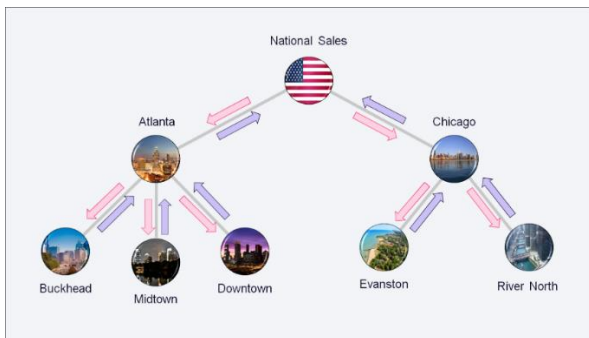 National Sales
Atlanta
Chicago
Buckhead
Midtown
Downtown
Evanston
River North